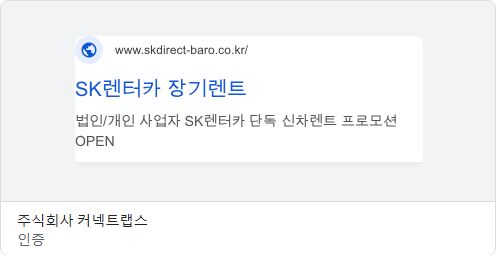 www.skdirect-baro.co.kr/
SK렌터카 장기렌트
법인/개인 사업자 SK렌터카 단독 신차렌트 프로모션
OPEN
주식회사 커넥트랩스
인증